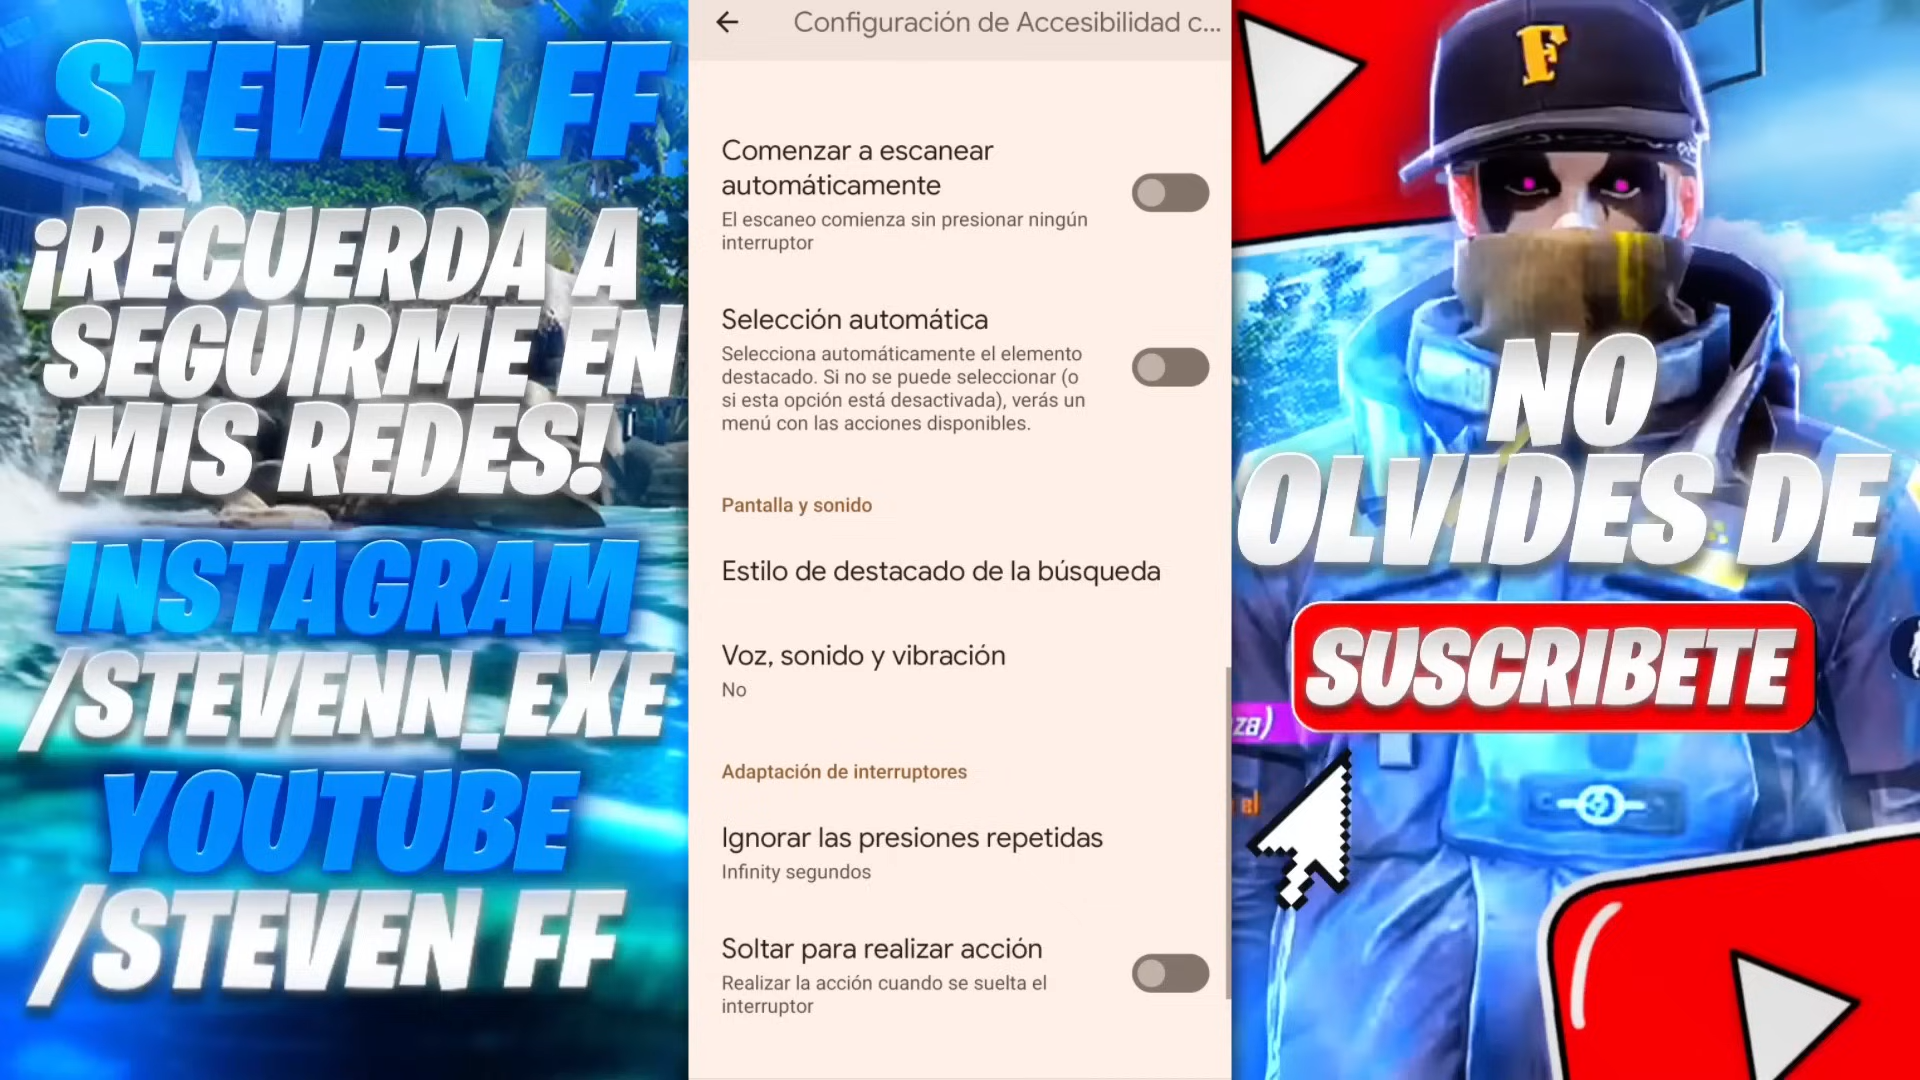 STEVEN FF
¡RECUERDA A
SEGUIRME EN
MIS REDES!
INSTAGRAM
/STEVENN_EXE
YOUTUBE
/STEVEN FF
Configuración de Accesibilidad c...
Comenzar a escanear
automáticamente
El escaneo comienza sin presionar ningún
interruptor
Selección automática
Selecciona automáticamente el elemento
destacado. Si no se puede seleccionar (o
si esta opción está desactivada), verás un
menú con las acciones disponibles.
Pantalla y sonido
Estilo de destacado de la búsqueda
Voz, sonido y vibración
No
Adaptación de interruptores
Ignorar las presiones repetidas
Infinity segundos
Soltar para realizar acción
Realizar la acción cuando se suelta el
interruptor
F
NO
OLVIDES DE
SUSCRIBETE
za)
el